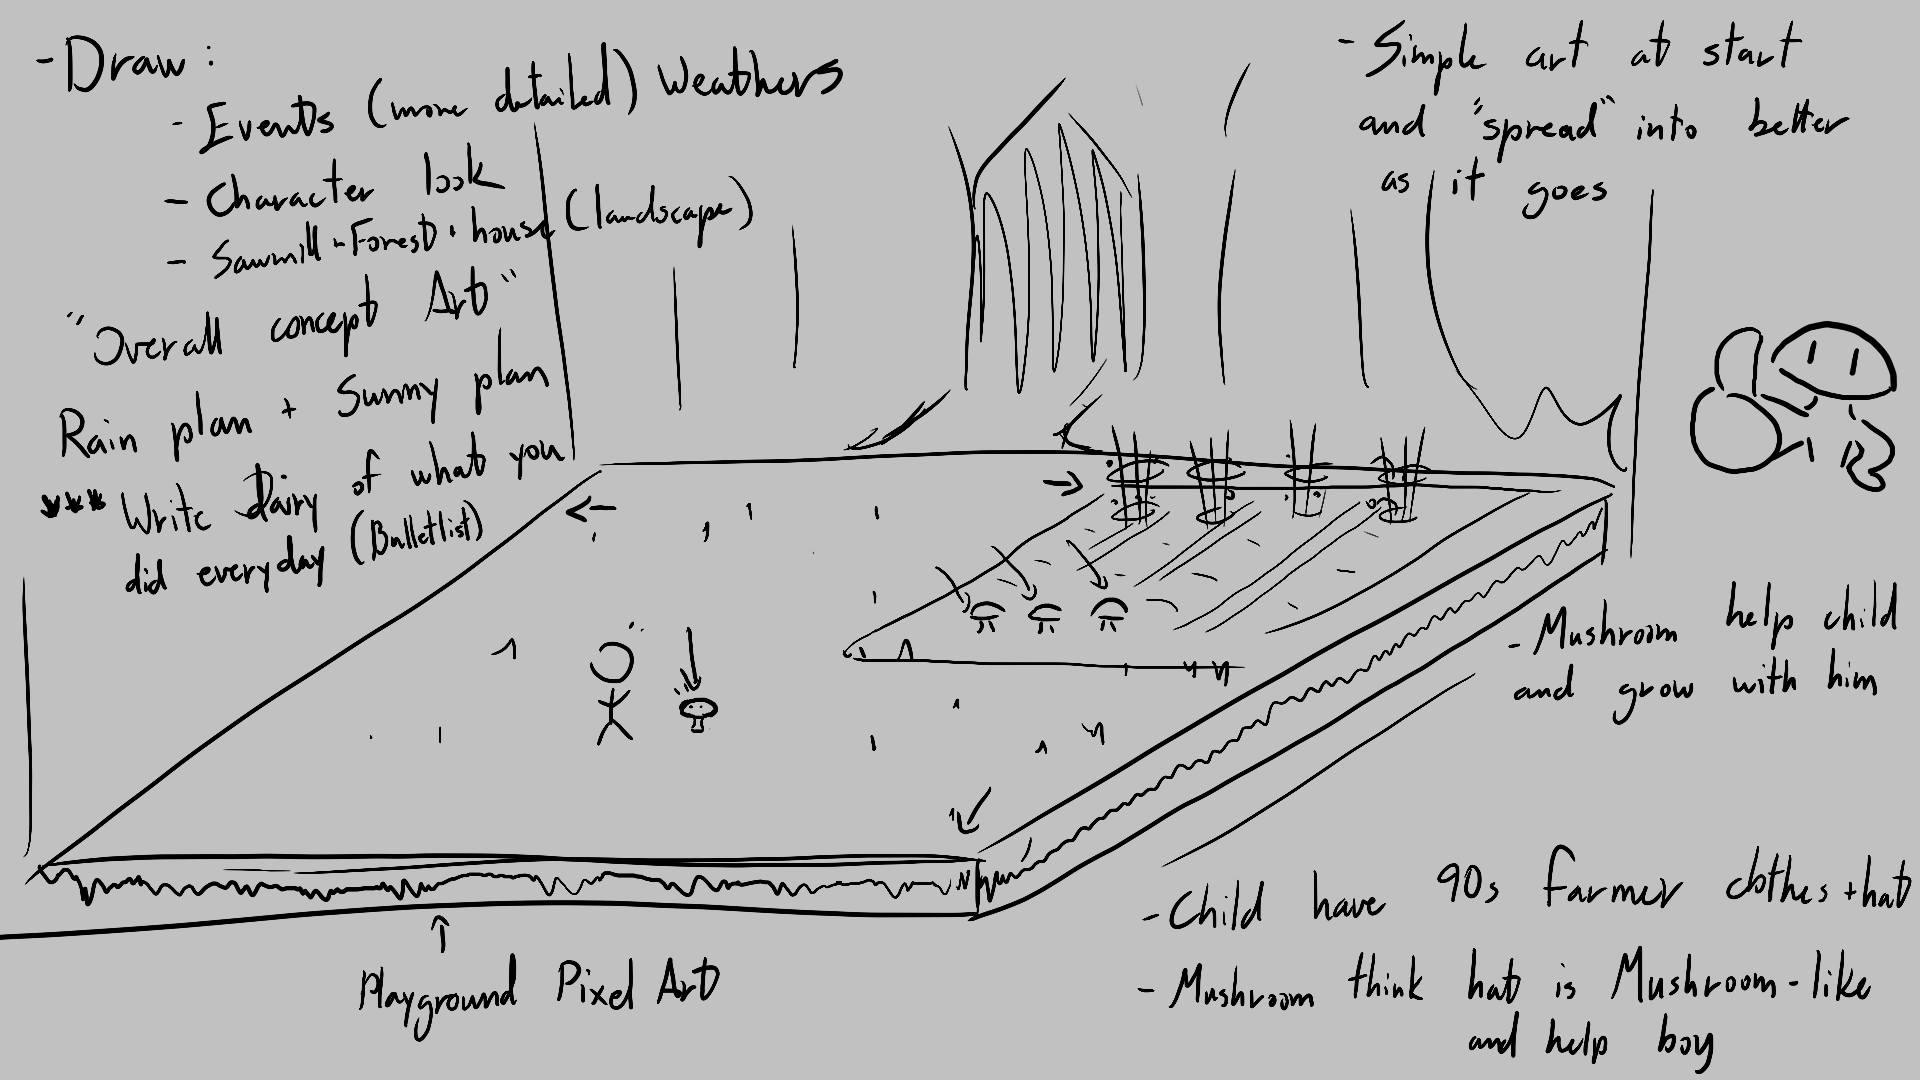 - Draw :
- Events (more detailed) Weathers
- Character look
- Sawmill - Forest + house (landscape)
"Overall concept Art"
Rain plan + Sunny plan
*** Write Dairy of what you
did everyday (Bulletlist)
- Simple art at start
and "spread" into better
as it goes
- Mushroom help child
and grow with him
- Child have 90s farmer clothes + hat
- Mushroom think hat is Mushroom-like
and help boy
Playground Pixel Art